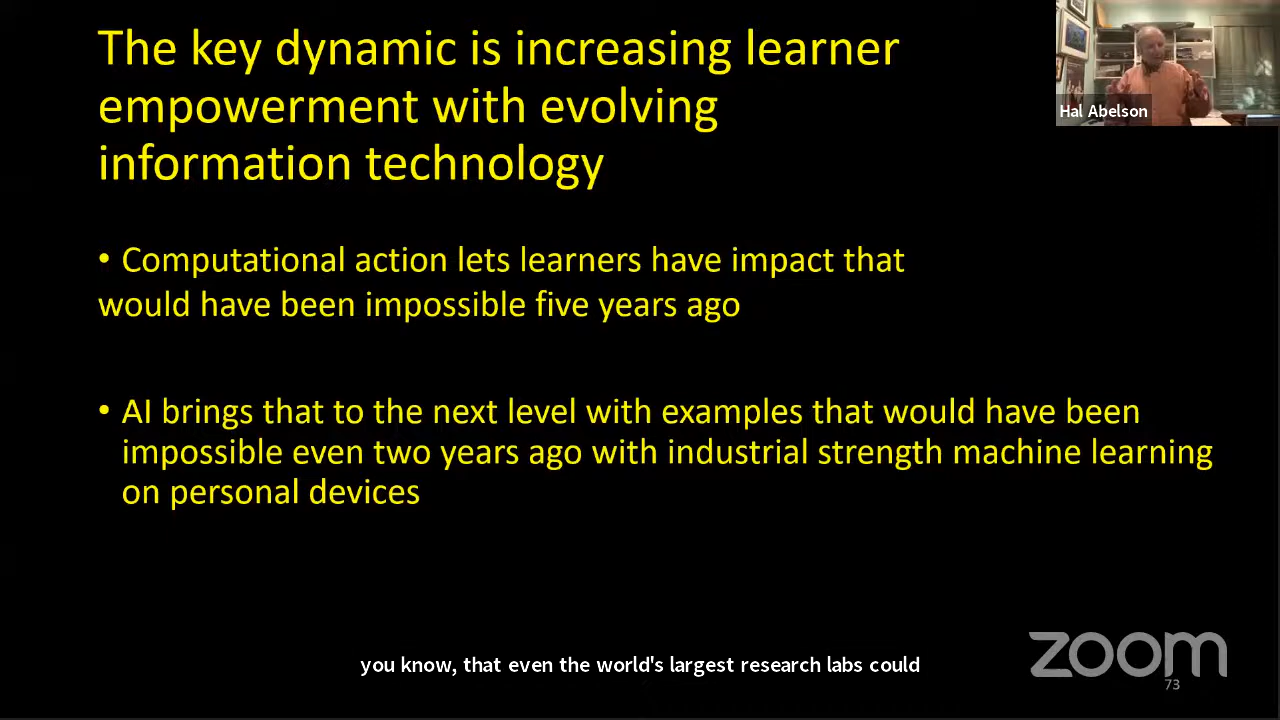 The key dynamic is increasing learner
empowerment with evolving
information technology
Hal Abelson
• Computational action lets learners have impact that
would have been impossible five years ago
• AI brings that to the next level with examples that would have been
impossible even two years ago with industrial strength machine learning
on personal devices
you know, that even the world's largest research labs could
zoom
73